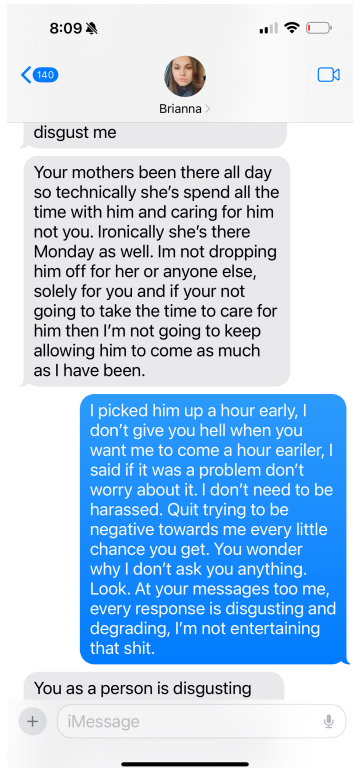 8:09
140
Brianna
disgust me
Your mothers been there all day
so technically she's spend all the
time with him and caring for him
not you. Ironically she's there
Monday as well. Im not dropping
him off for her or anyone else,
solely for you and if your not
going to take the time to care for
him then I'm not going to keep
allowing him to come as much
as I have been.
I picked him up a hour early, I
don't give you hell when you
want me to come a hour eariler, I
said if it was a problem don't
worry about it. I don't need to be
harassed. Quit trying to be
negative towards me every little
chance you get. You wonder
why I don't ask you anything.
Look. At your messages too me,
every response is disgusting and
degrading, I'm not entertaining
that shit.
You as a person is disgusting
iMessage